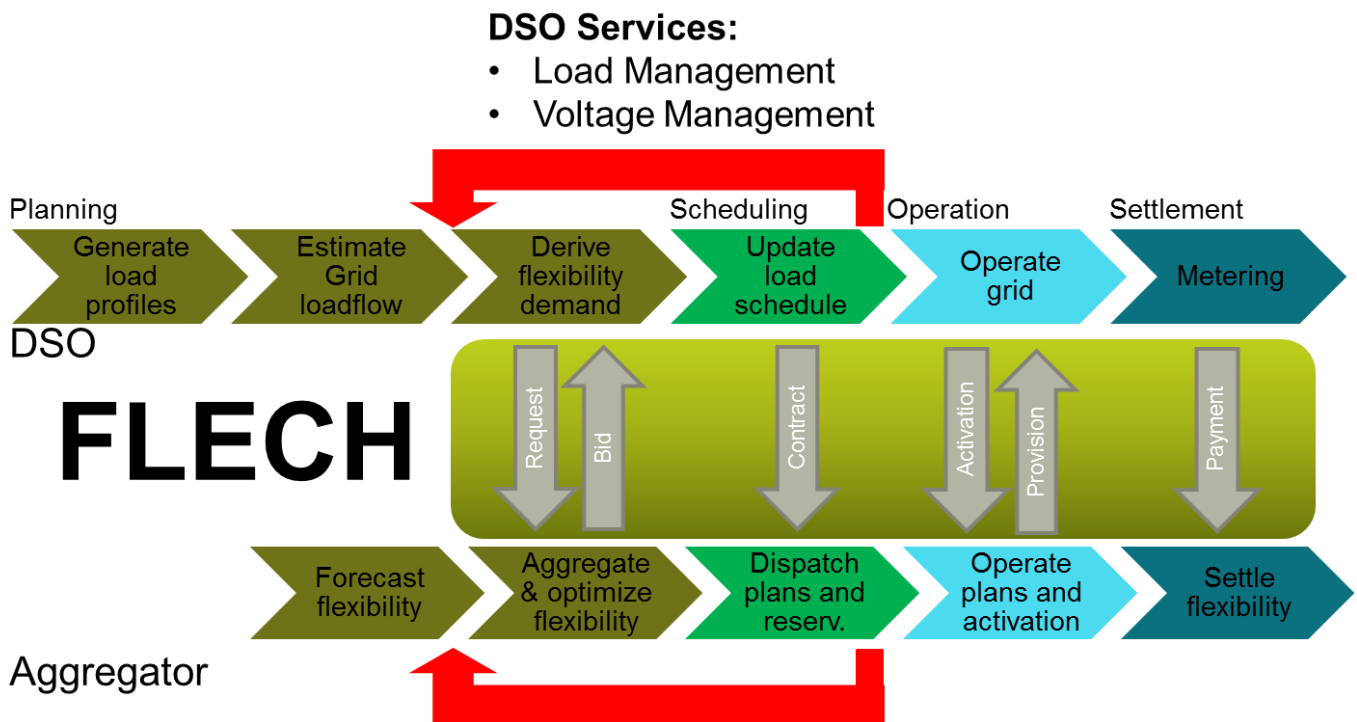 DSO Services:
• Load Management
• Voltage Management
Planning
Scheduling
Operation
Settlement
Generate
load
profiles
Estimate
Grid
loadflow
Derive
flexibility
demand
Update
load
schedule
Operate
grid
Metering
DSO
FLECH
Request
Bid
Contract
Activation
Provision
Payment
Forecast
flexibility
Aggregate
& optimize
flexibility
Dispatch
plans and
reserv.
Operate
plans and
activation
Settle
flexibility
Aggregator